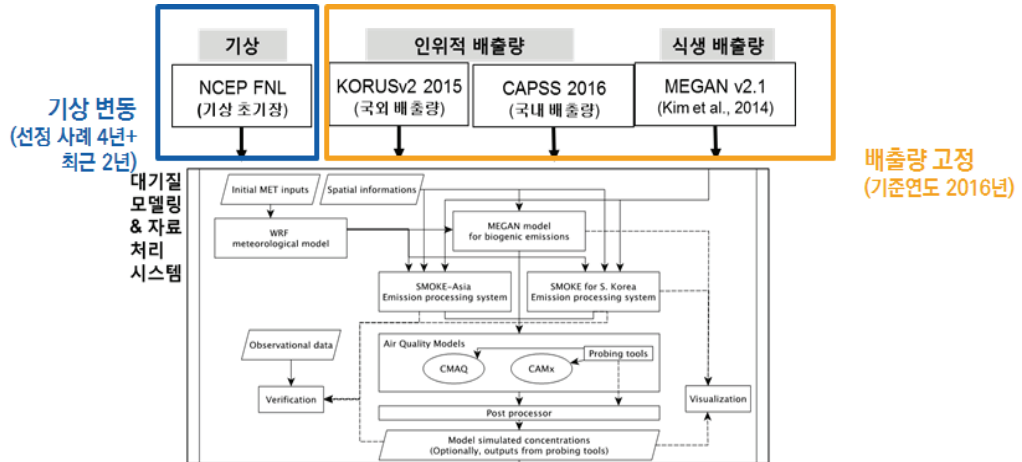 기상
인위적 배출량
식생 배출량
NCEP FNL
(기상 초기장)
KORUSv2 2015
(국외 배출량)
CAPSS 2016
(국내 배출량)
MEGAN v2.1
(Kim et al., 2014)
기상 변동
(선정 사례 4년+
최근 2년)
배출량 고정
(기준연도 2016년)
대기질
모델링
& 자료
처리
시스템
Initial MET inputs
Spatial informations
WRF
meteorological model
MEGAN model
for biogenic emissions
SMOKE-Asia
Emission processing system
SMOKE for S. Korea
Emission processing system
Observational data
Air Quality Models
Probing tools
CMAQ
CAMx
Verification
Visualization
Post processor
Model simulated concentrations
(Optionally, outputs from probing tools)